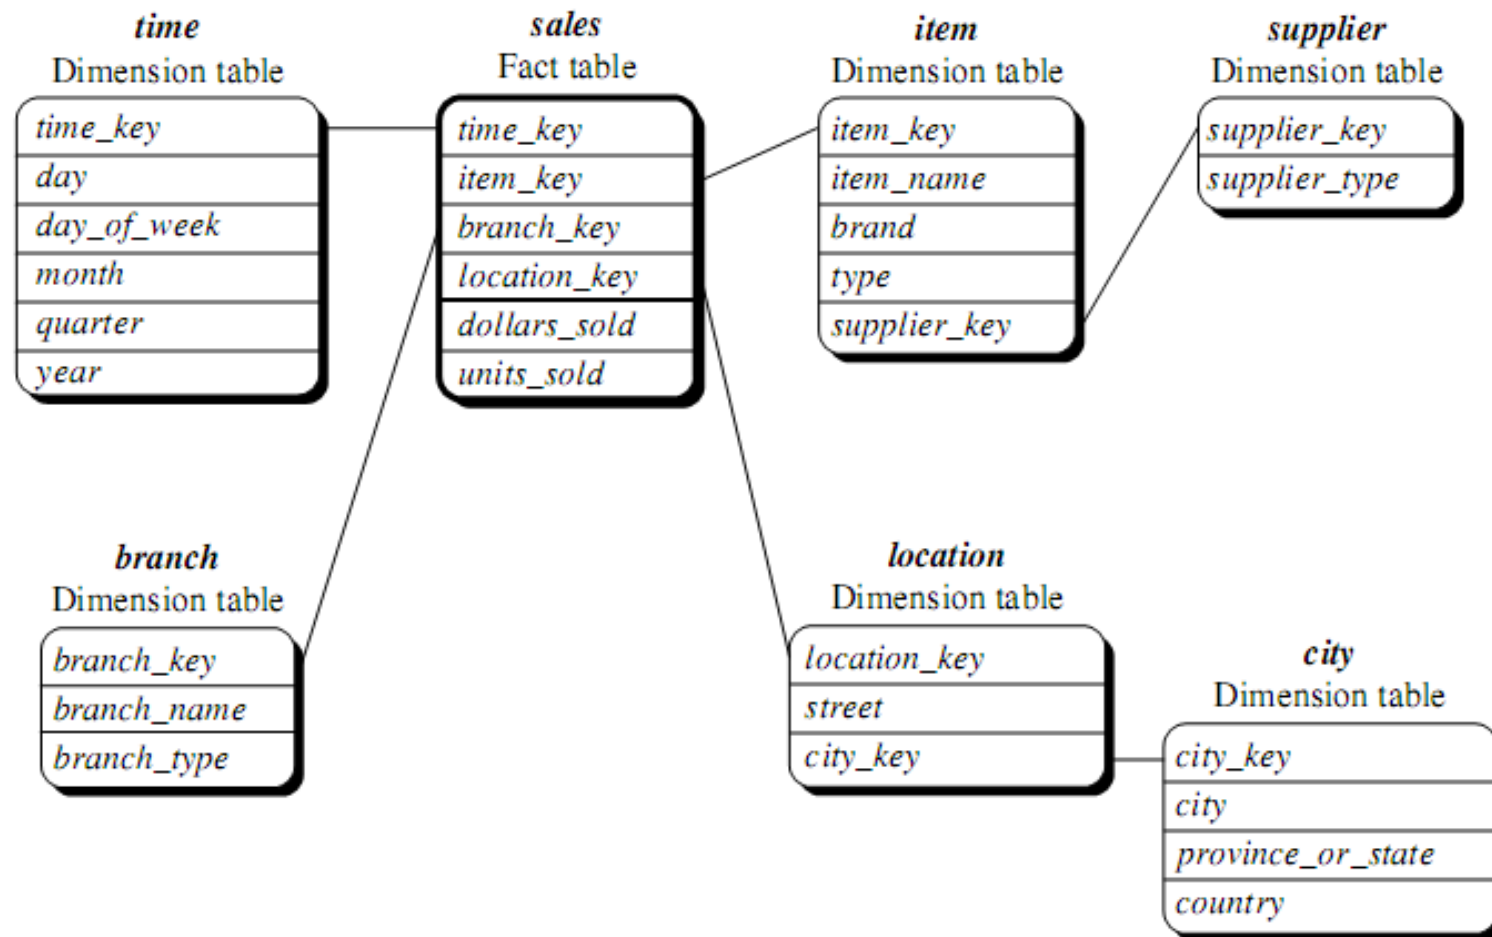 time
Dimension table
time_key
day
day_of_week
month
quarter
year
sales
Fact table
time_key
item_key
branch_key
location_key
dollars_sold
units_sold
item
Dimension table
item_key
item_name
brand
type
supplier_key
supplier
Dimension table
supplier_key
supplier_type
branch
Dimension table
branch_key
branch_name
branch_type
location
Dimension table
location_key
street
city_key
city
Dimension table
city_key
city
province_or_state
country